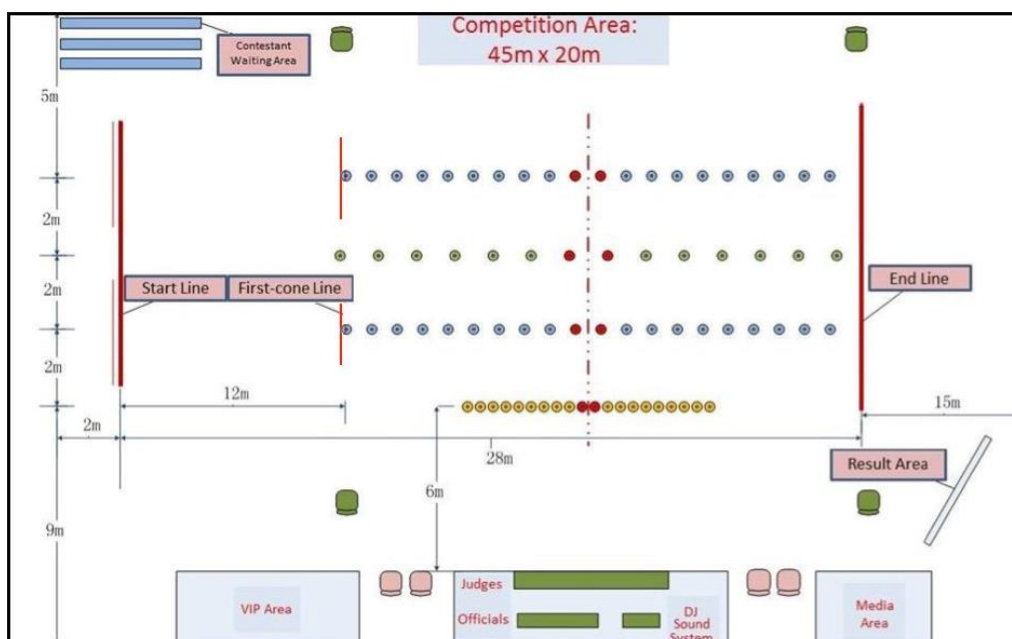 Competition Area:
45m x 20m
Contestant
Waiting Area
5m
2m
2m
Start Line
First-cone Line
End Line
2m
12m
15m
2m
28m
Result Area
6m
9m
Judges
VIP Area
Officials
DJ
Sound
System
Media
Area